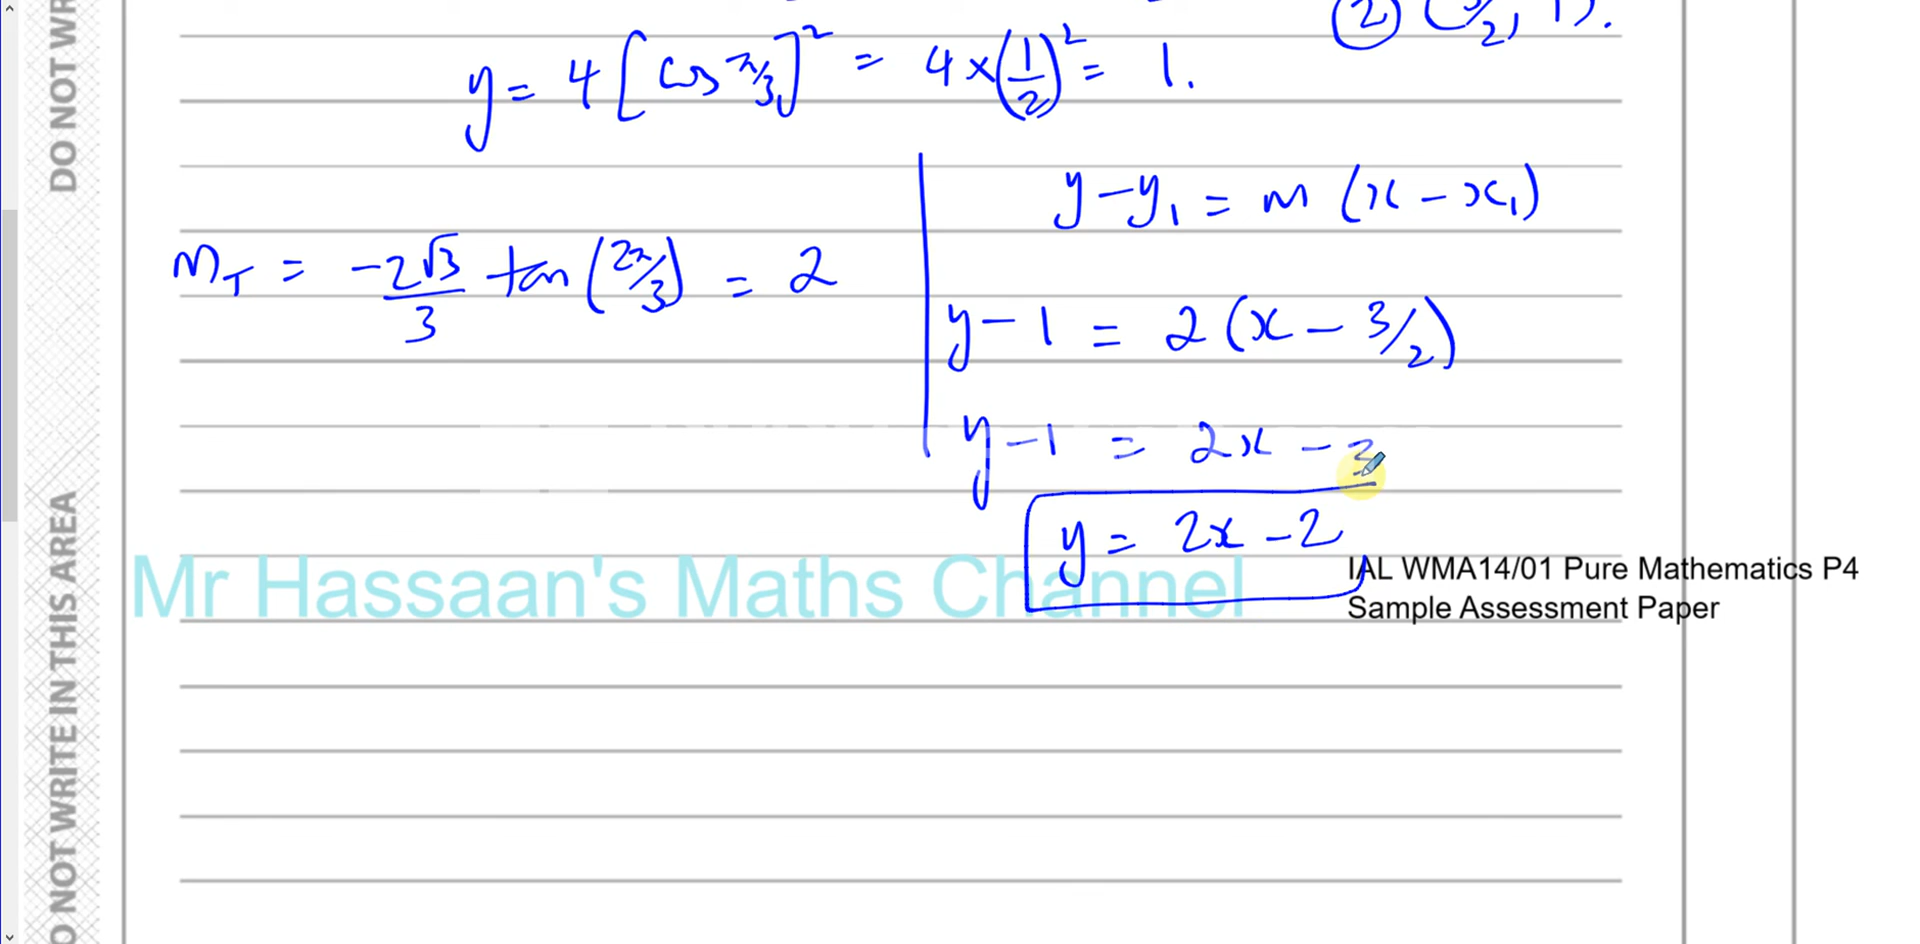 ② (3/2, 1).
y = 4[cos π/3]² = 4×(1/2)² = 1.
m_T = -2√3/3 tan(2π/3) = 2
y - y₁ = m (x - x₁)
y - 1 = 2(x - 3/2)
y - 1 = 2x - 3
y = 2x - 2
Mr Hassaan's Maths Channel
IAL WMA14/01 Pure Mathematics P4
Sample Assessment Paper
DO NOT WR
O NOT WRITE IN THIS AREA